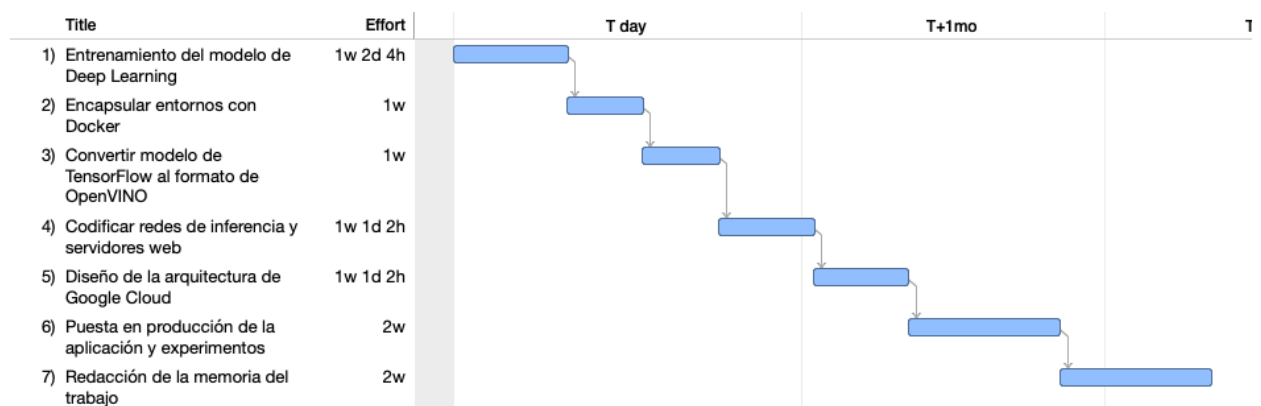 Title Effort T day T+1mo
1) Entrenamiento del modelo de 1w 2d 4h
Deep Learning
2) Encapsular entornos con 1w
Docker
3) Convertir modelo de 1w
TensorFlow al formato de
OpenVINO
4) Codificar redes de inferencia y 1w 1d 2h
servidores web
5) Diseño de la arquitectura de 1w 1d 2h
Google Cloud
6) Puesta en producción de la 2w
aplicación y experimentos
7) Redacción de la memoria del 2w
trabajo